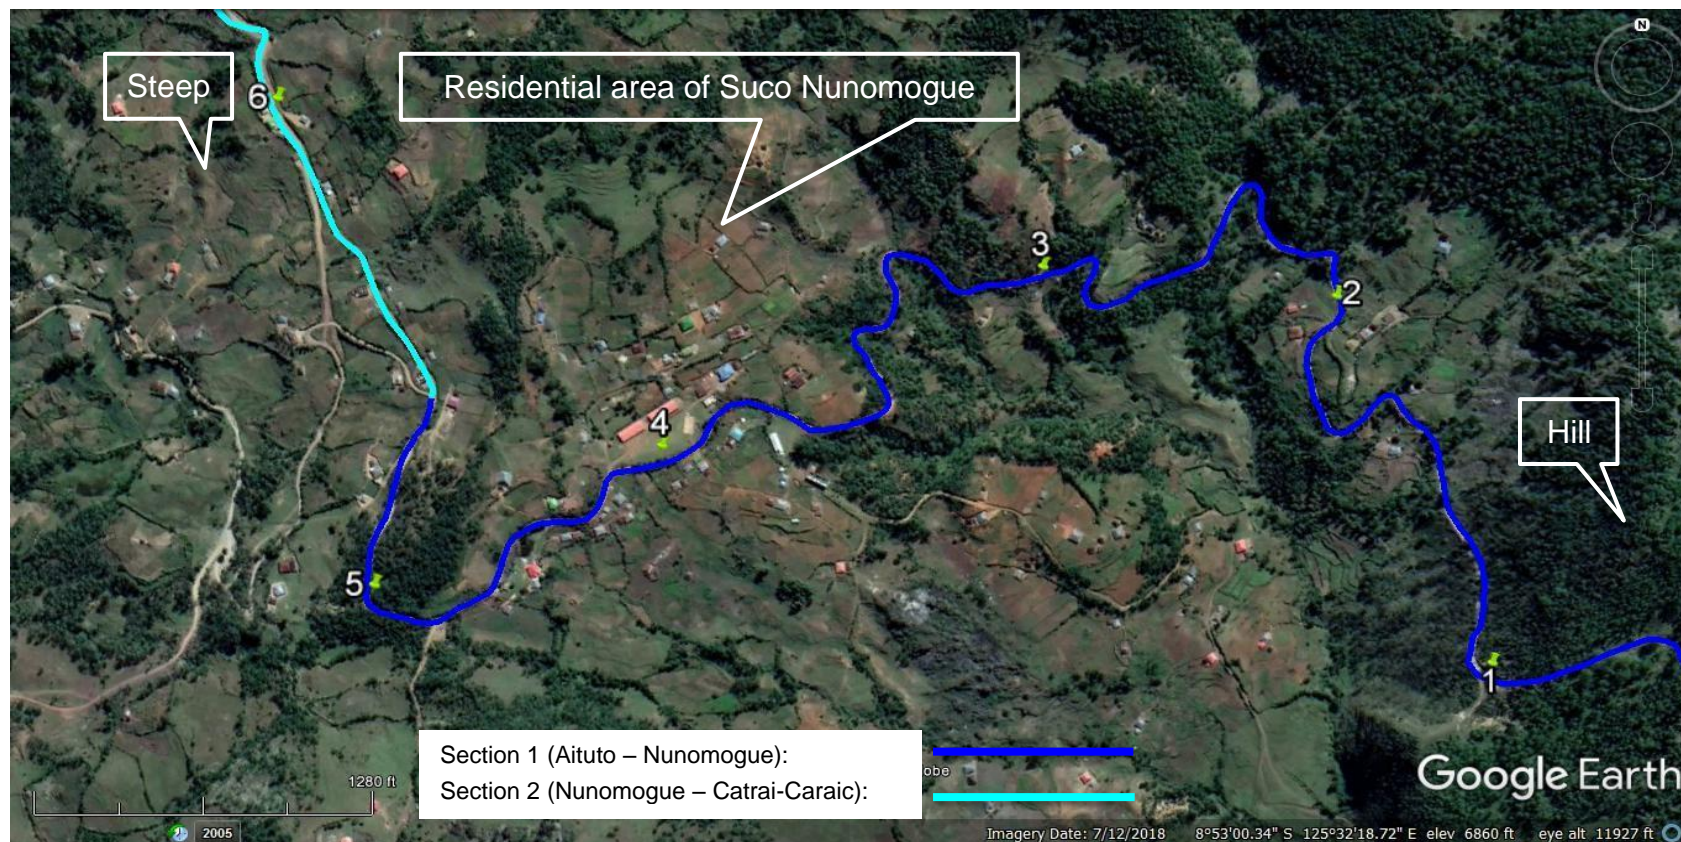 N
Steep
Residential area of Suco Nunomogue
6
3
2
Hill
4
5
1
Section 1 (Aituto – Nunomogue):
Section 2 (Nunomogue – Catrai-Caraic):
obe
1280 ft
Google Earth
2005
Imagery Date: 7/12/2018 8°53'00.34" S 125°32'18.72" E elev 6860 ft eye alt 11927 ft